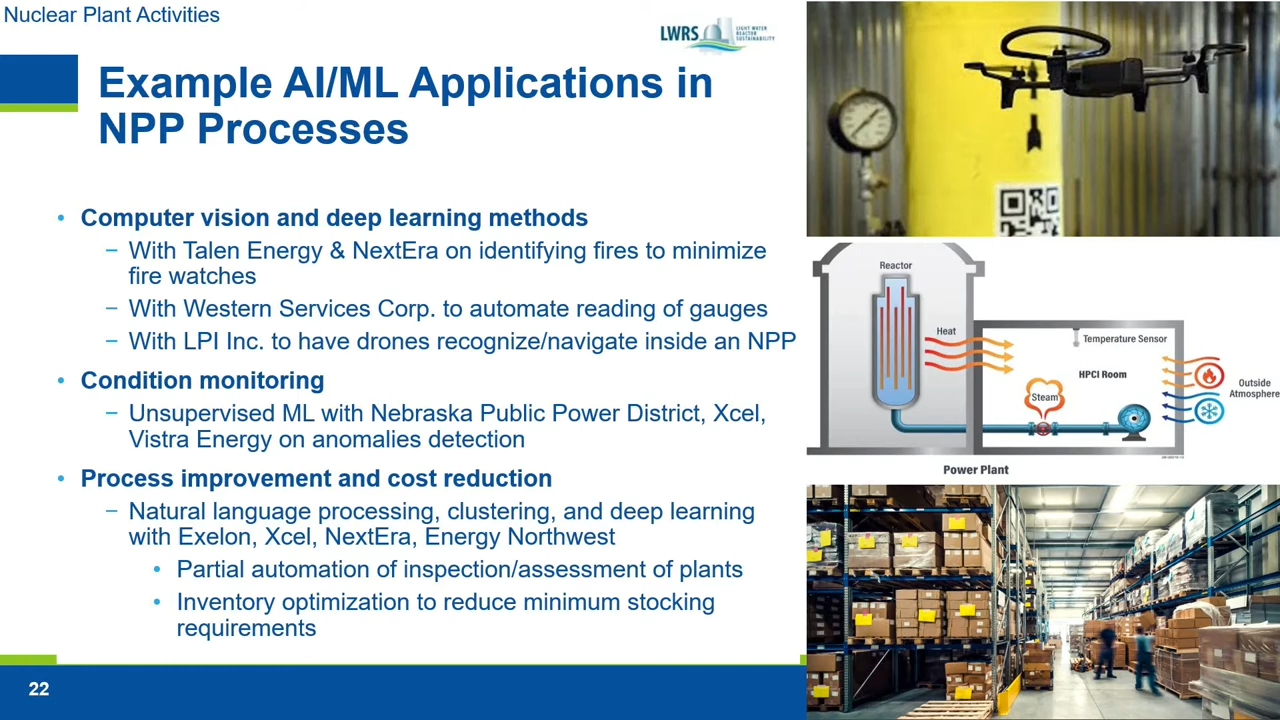 Nuclear Plant Activities
LWRS LIGHT WATER
REACTOR
SUSTAINABILITY
Example AI/ML Applications in
NPP Processes
• Computer vision and deep learning methods
− With Talen Energy & NextEra on identifying fires to minimize
fire watches
− With Western Services Corp. to automate reading of gauges
− With LPI Inc. to have drones recognize/navigate inside an NPP
• Condition monitoring
− Unsupervised ML with Nebraska Public Power District, Xcel,
Vistra Energy on anomalies detection
• Process improvement and cost reduction
− Natural language processing, clustering, and deep learning
with Exelon, Xcel, NextEra, Energy Northwest
• Partial automation of inspection/assessment of plants
• Inventory optimization to reduce minimum stocking
requirements
22
Reactor
Heat
Temperature Sensor
HPCI Room
Steam
Outside
Atmosphere
Power Plant